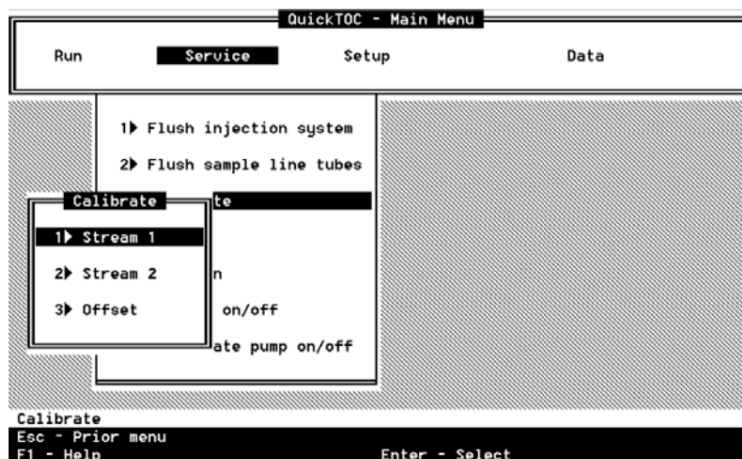 QuickTOC - Main Menu
Run Service Setup Data
1▶ Flush injection system
2▶ Flush sample line tubes
Calibrate te
1▶ Stream 1
2▶ Stream 2 n
3▶ Offset on/off
ate pump on/off
Calibrate
Esc - Prior menu
F1 - Help Enter - Select